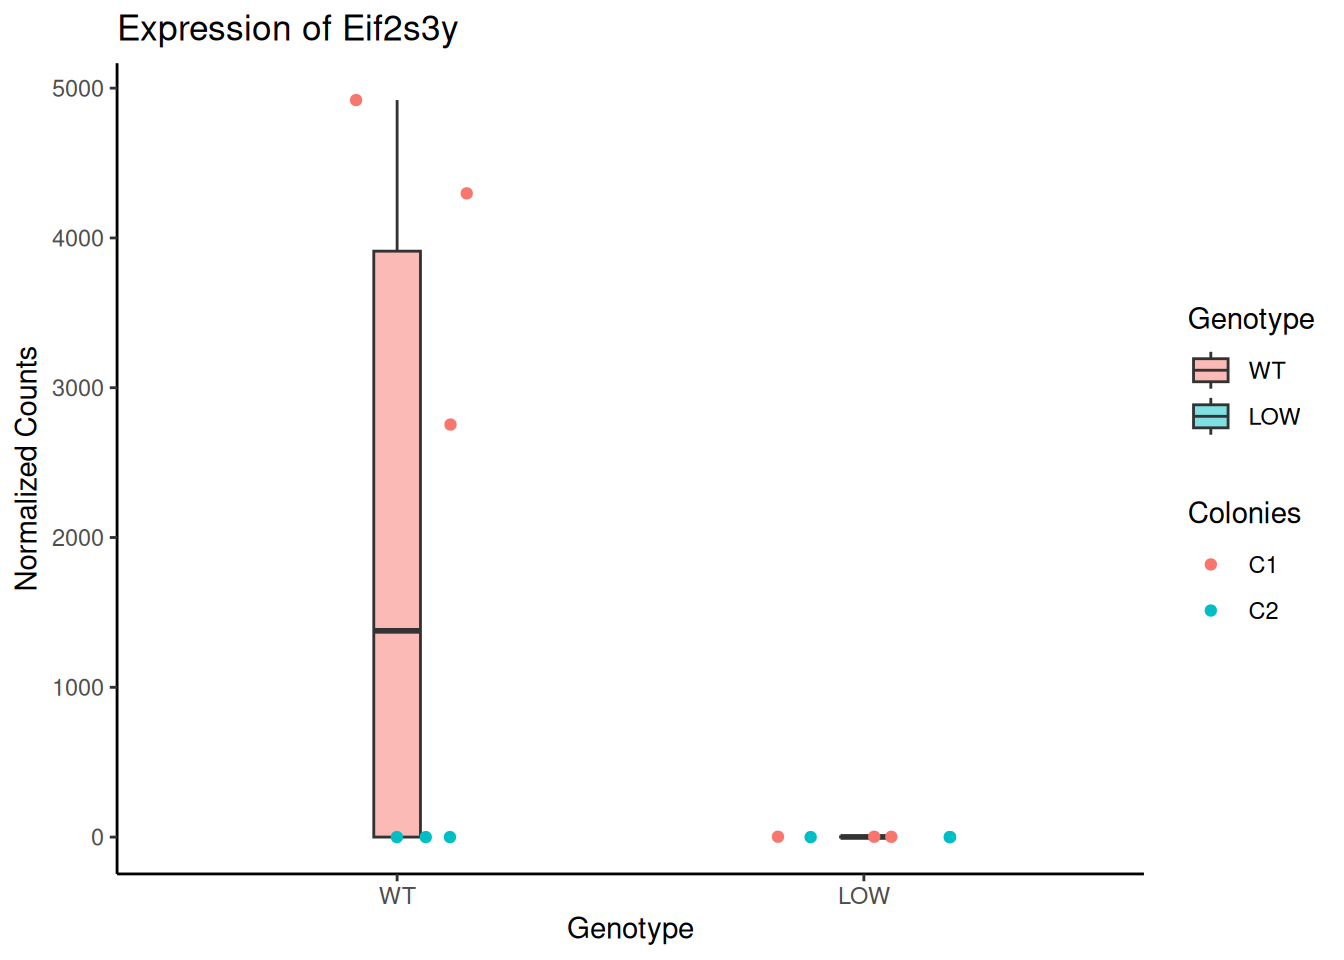 Expression of Eif2s3y
5000
4000
3000
2000
1000
0
Normalized Counts
WT
LOW
Genotype
Genotype
WT
LOW
Colonies
C1
C2